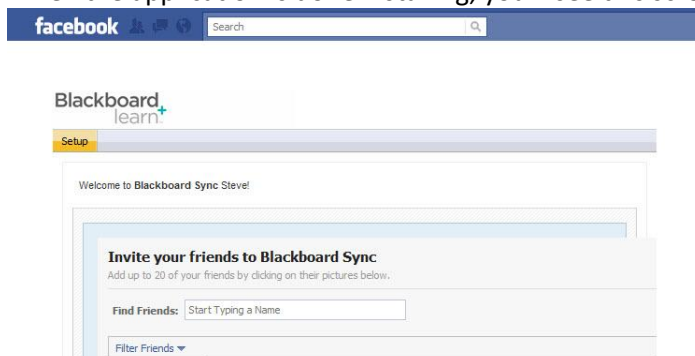 facebook Search
Blackboard
learn+
Setup
Welcome to Blackboard Sync Steve!
Invite your friends to Blackboard Sync
Add up to 20 of your friends by clicking on their pictures below.
Find Friends: Start Typing a Name
Filter Friends